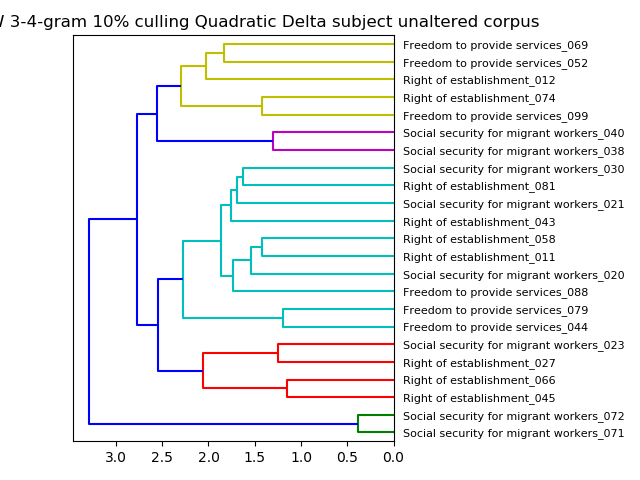 3-4-gram 10% culling Quadratic Delta subject unaltered corpus
Freedom to provide services_069
Freedom to provide services_052
Right of establishment_012
Right of establishment_074
Freedom to provide services_099
Social security for migrant workers_040
Social security for migrant workers_038
Social security for migrant workers_030
Right of establishment_081
Social security for migrant workers_021
Right of establishment_043
Right of establishment_058
Right of establishment_011
Social security for migrant workers_020
Freedom to provide services_088
Freedom to provide services_079
Freedom to provide services_044
Social security for migrant workers_023
Right of establishment_027
Right of establishment_066
Right of establishment_045
Social security for migrant workers_072
Social security for migrant workers_071
3.0 2.5 2.0 1.5 1.0 0.5 0.0